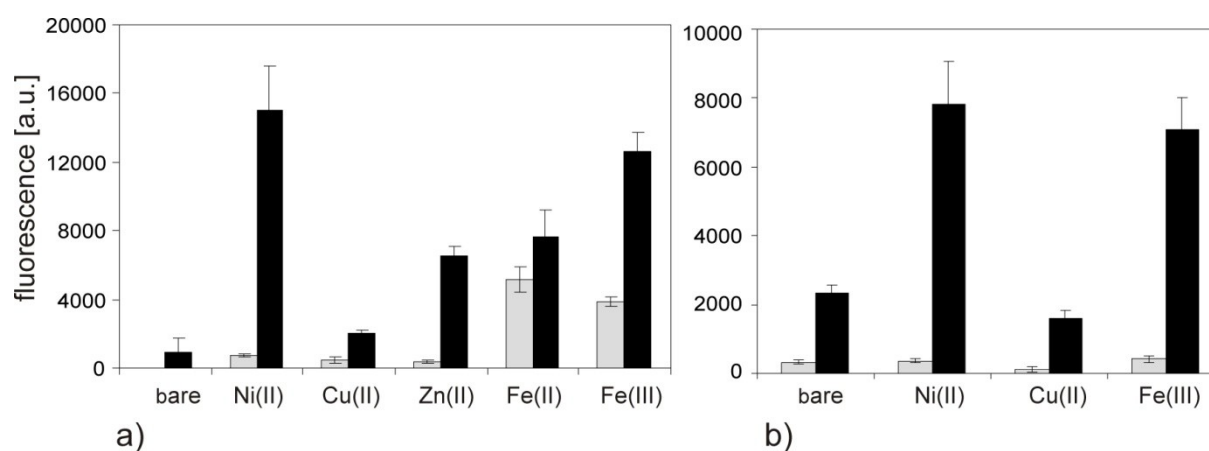 fluorescence [a.u.]
20000
16000
12000
8000
4000
0
bare Ni(II) Cu(II) Zn(II) Fe(II) Fe(III)
a)
10000
8000
6000
4000
2000
0
bare Ni(II) Cu(II) Fe(III)
b)